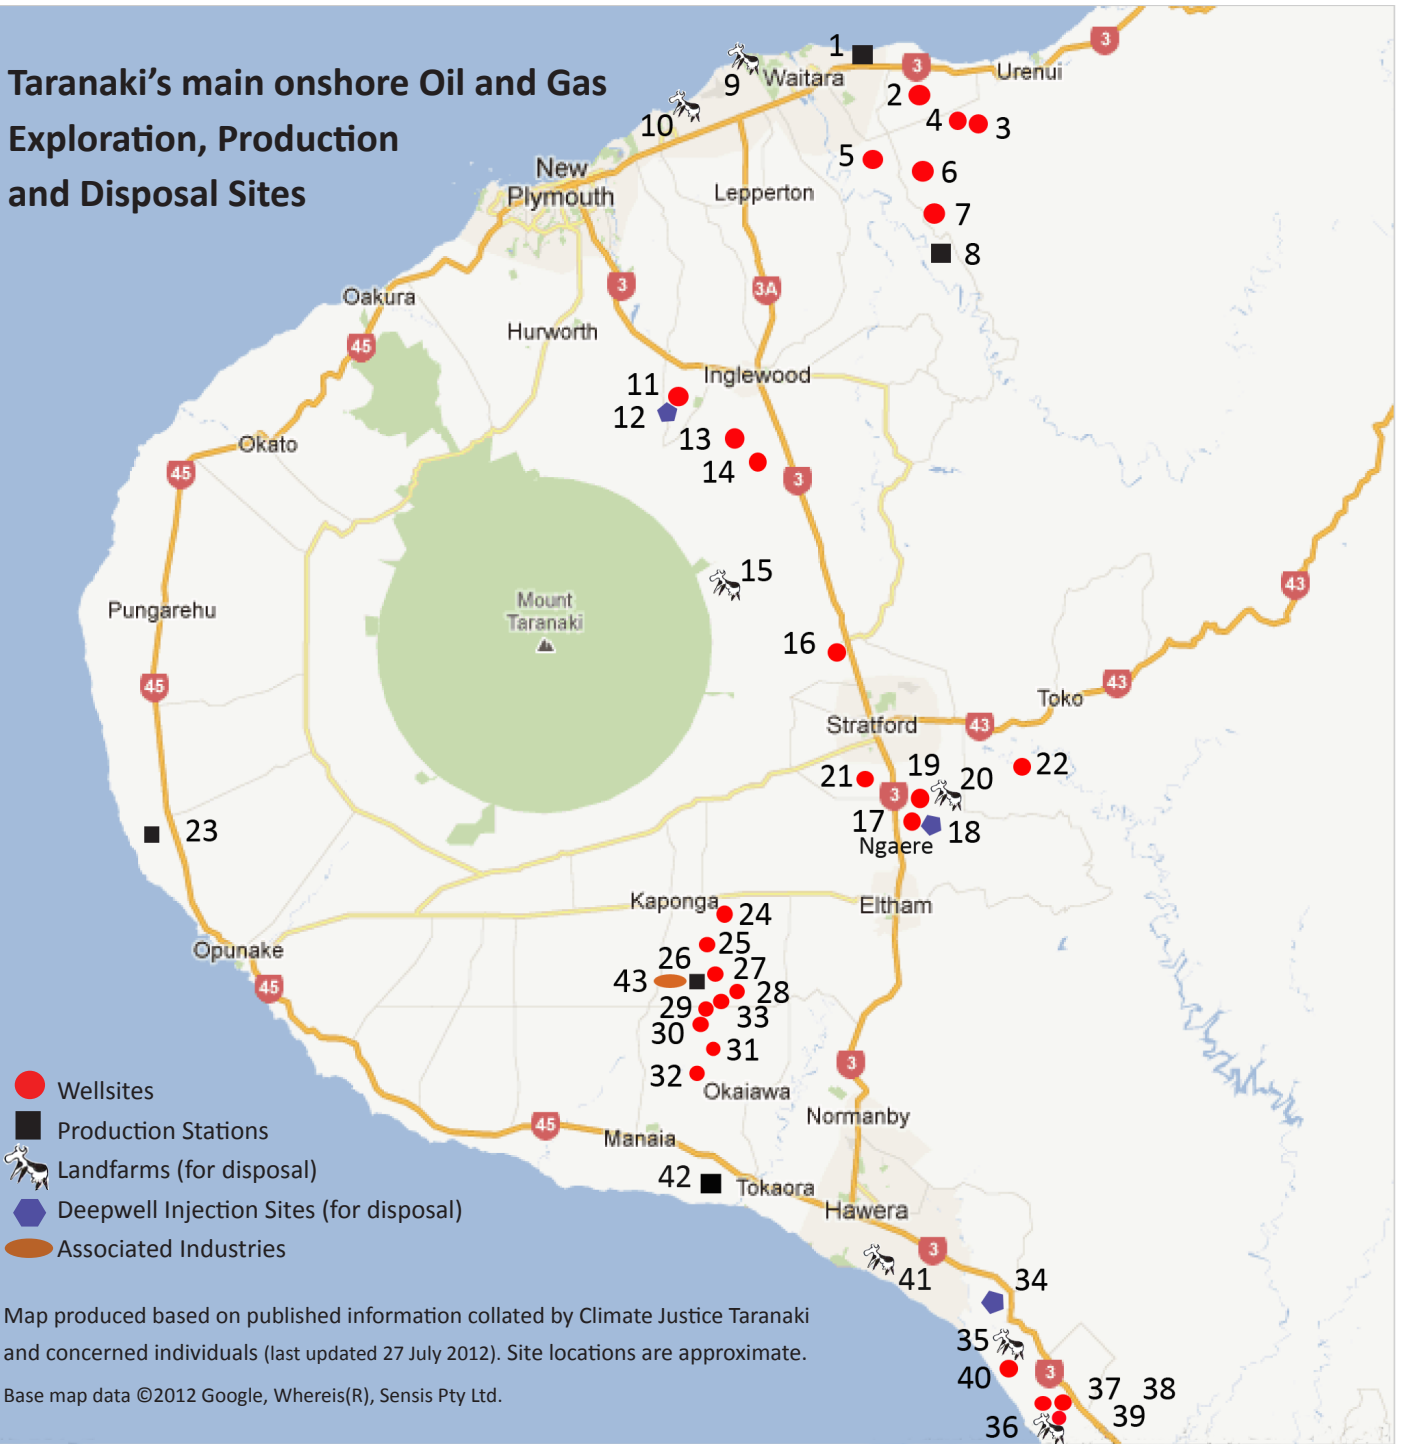 Taranaki's main onshore Oil and Gas
Exploration, Production
and Disposal Sites
1
3
3
Urenui
9
Waitara
2
10
4
3
5
6
New
Plymouth
Lepperton
7
8
3
3A
Oakura
45
Hurworth
Inglewood
11
12
13
14
Okato
45
3
15
43
Mount
Taranaki
Pungarehu
16
45
43
Toko
Stratford
43
21
19
20
22
3
17
18
Ngaere
23
Kaponga
24
Eltham
25
Opunake
26
27
43
45
28
29
33
30
31
3
32
Okaiawa
Normanby
45
Manaia
42
Tokaora
Hawera
3
41
34
35
40
3
37
38
39
36
Wellsites
Production Stations
Landfarms (for disposal)
Deepwell Injection Sites (for disposal)
Associated Industries
Map produced based on published information collated by Climate Justice Taranaki
and concerned individuals (last updated 27 July 2012). Site locations are approximate.
Base map data ©2012 Google, Whereis(R), Sensis Pty Ltd.